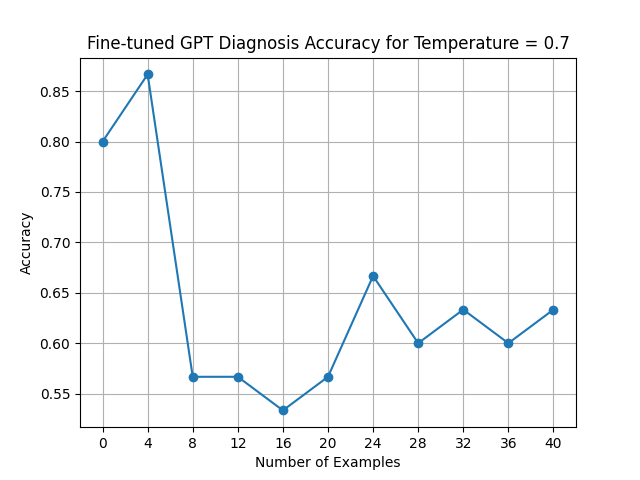 Fine-tuned GPT Diagnosis Accuracy for Temperature = 0.7
0.85
0.80
0.75
0.70
0.65
0.60
0.55
Accuracy
0 4 8 12 16 20 24 28 32 36 40
Number of Examples